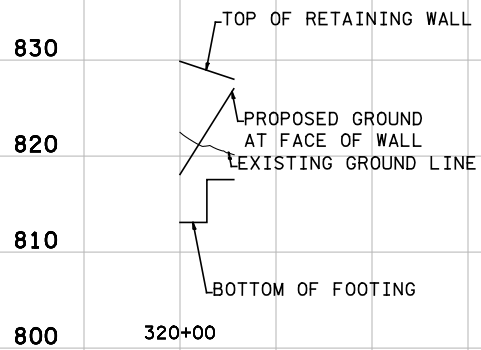 TOP OF RETAINING WALL
830
PROPOSED GROUND
AT FACE OF WALL
820
EXISTING GROUND LINE
810
BOTTOM OF FOOTING
320+00
800